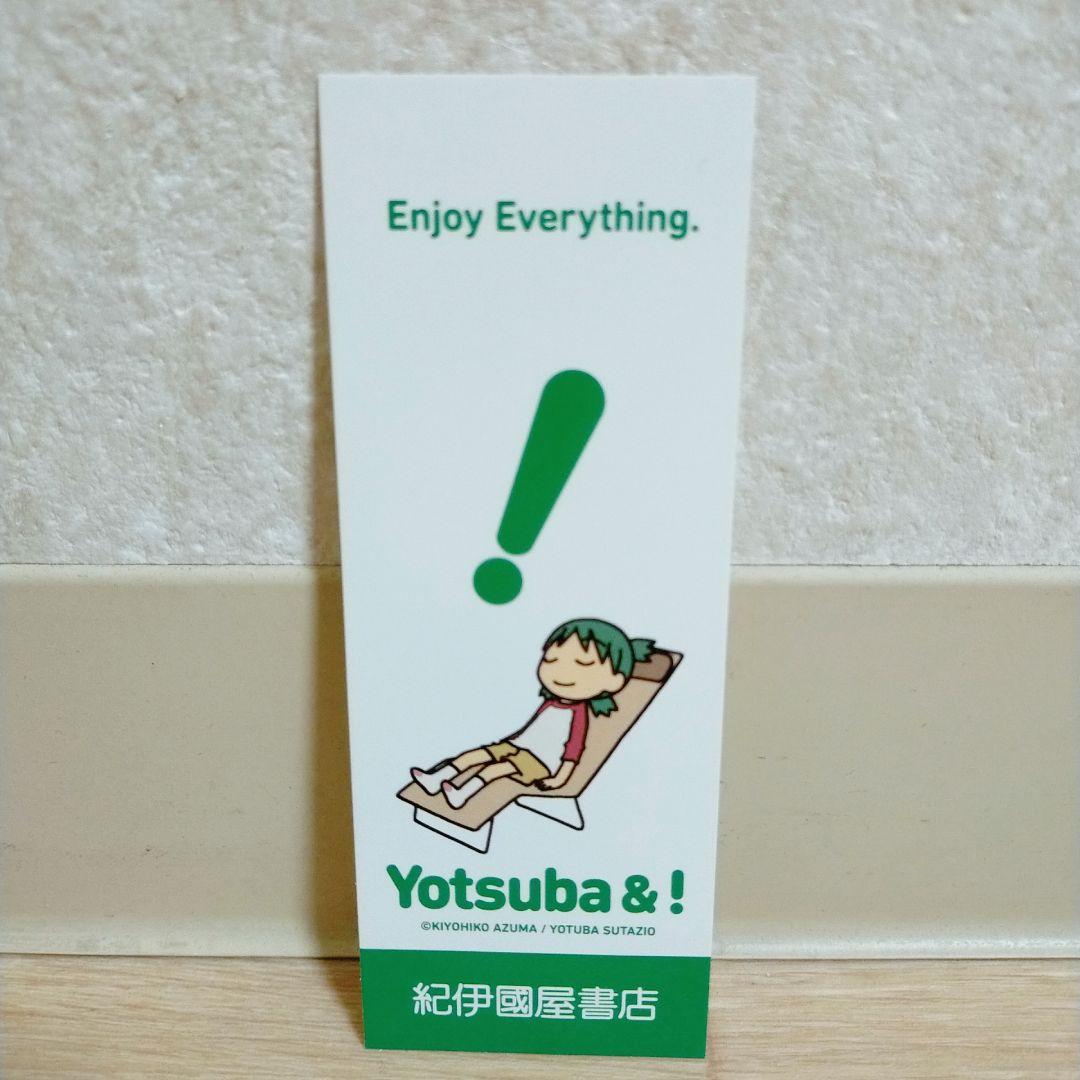 Enjoy Everything.
!
Yotsuba & !
©KIYOHIKO AZUMA / YOTUBA SUTAZIO
紀伊國屋書店